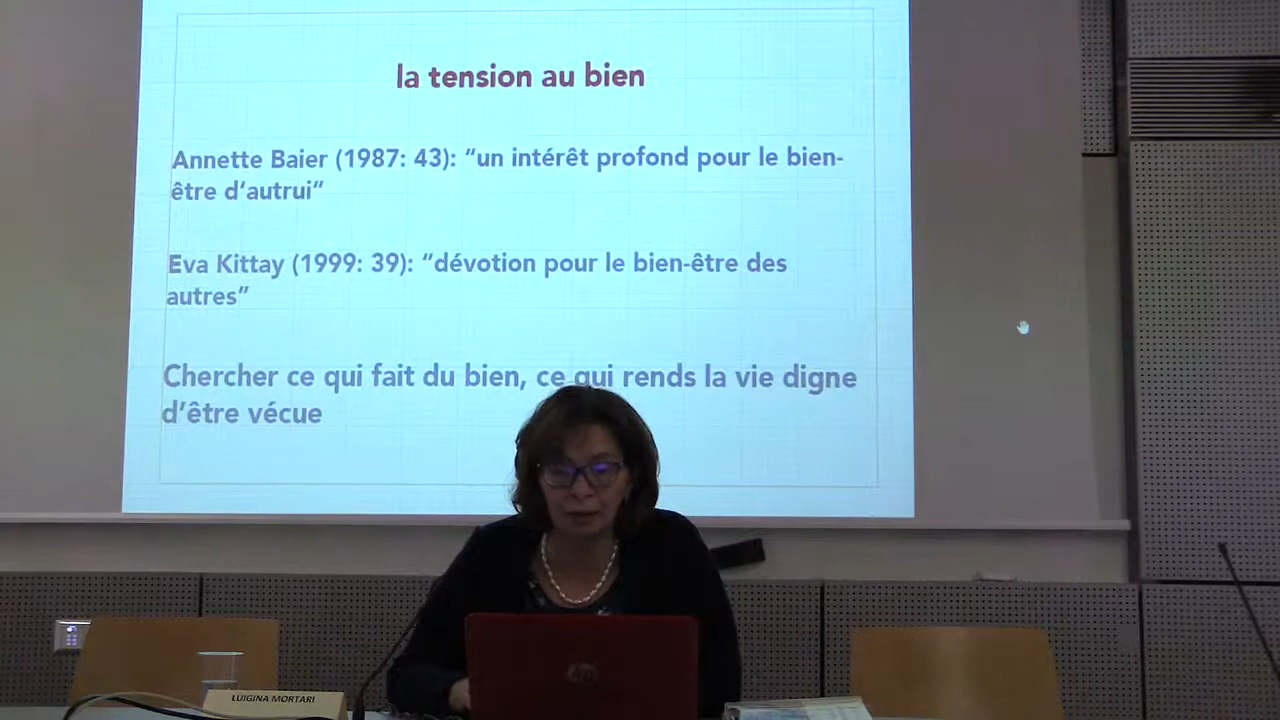 la tension au bien
Annette Baier (1987: 43): “un intérêt profond pour le bien-
être d’autrui”
Eva Kittay (1999: 39): “dévotion pour le bien-être des
autres”
Chercher ce qui fait du bien, ce qui rends la vie digne
d’être vécue
hp
LUIGINA MORTARI